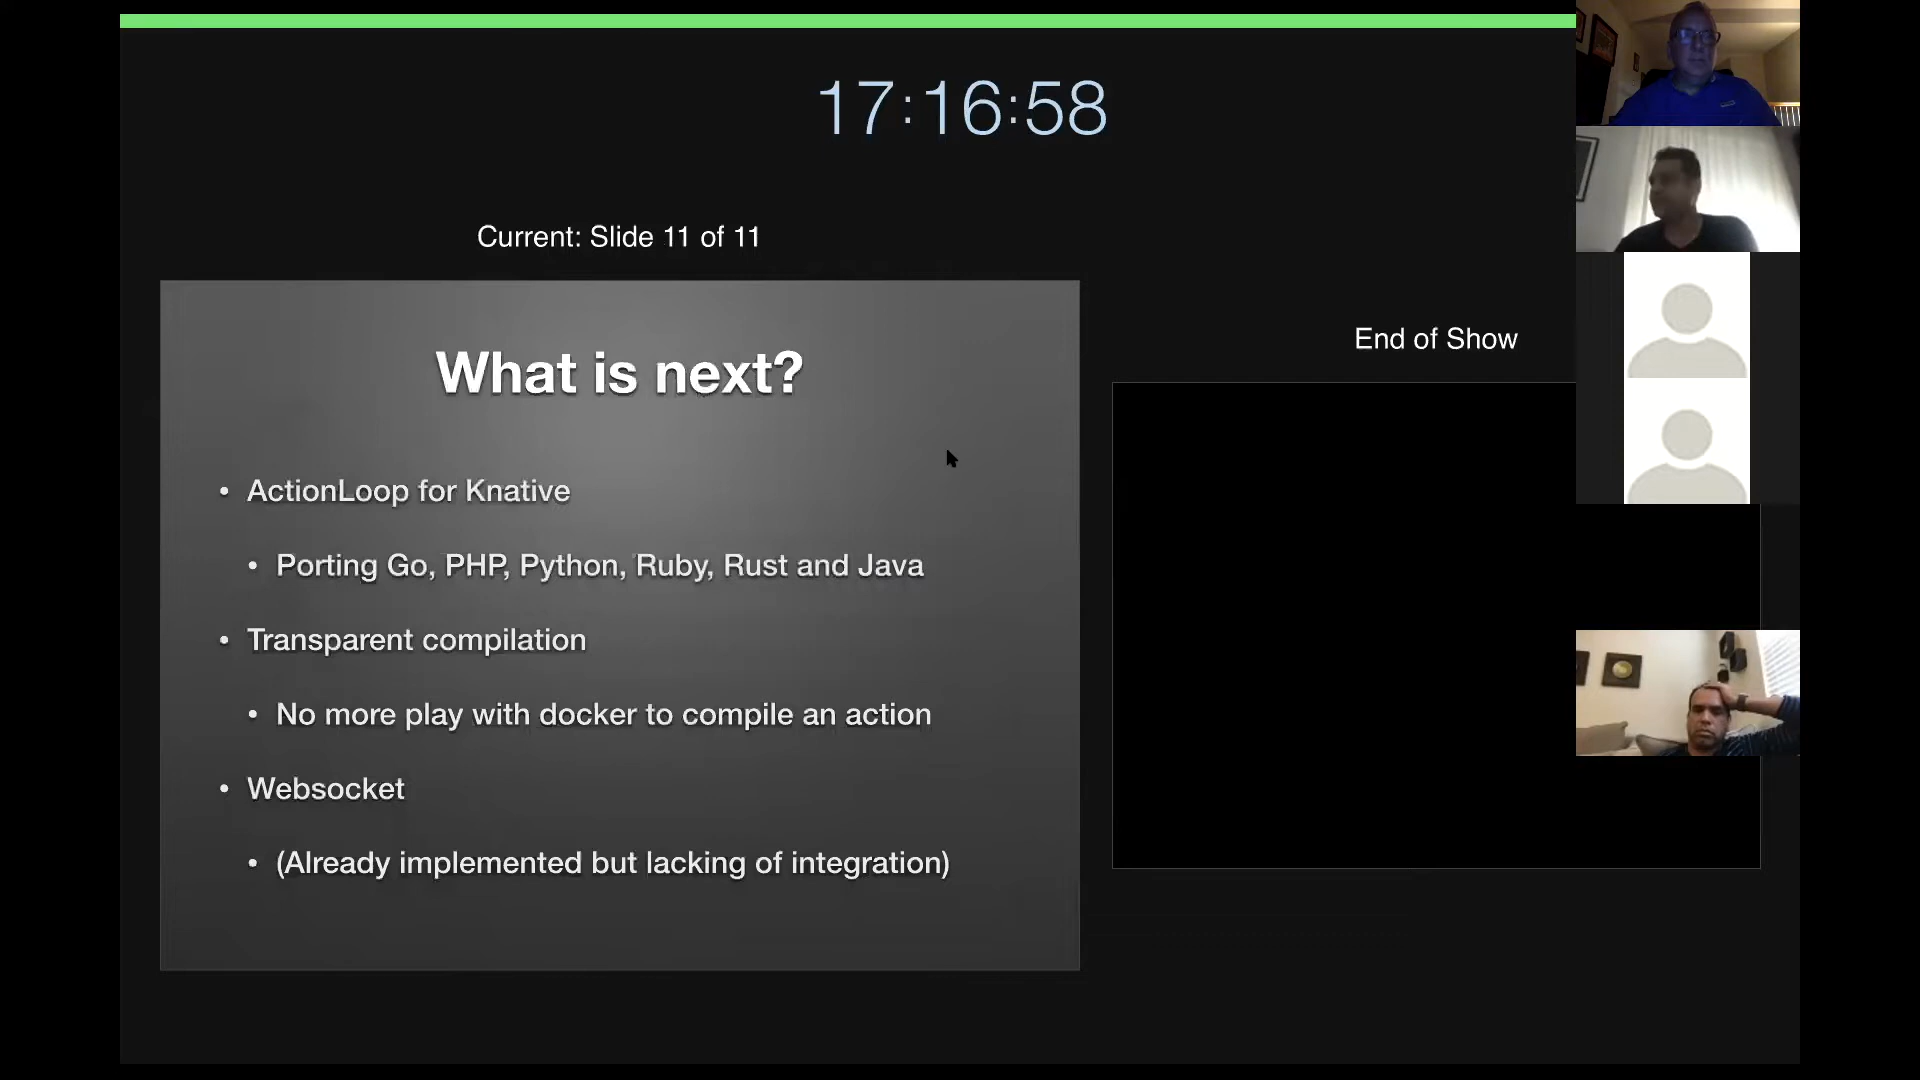 17:16:58
Current: Slide 11 of 11
End of Show
What is next?
• ActionLoop for Knative
• Porting Go, PHP, Python, Ruby, Rust and Java
• Transparent compilation
• No more play with docker to compile an action
• Websocket
• (Already implemented but lacking of integration)